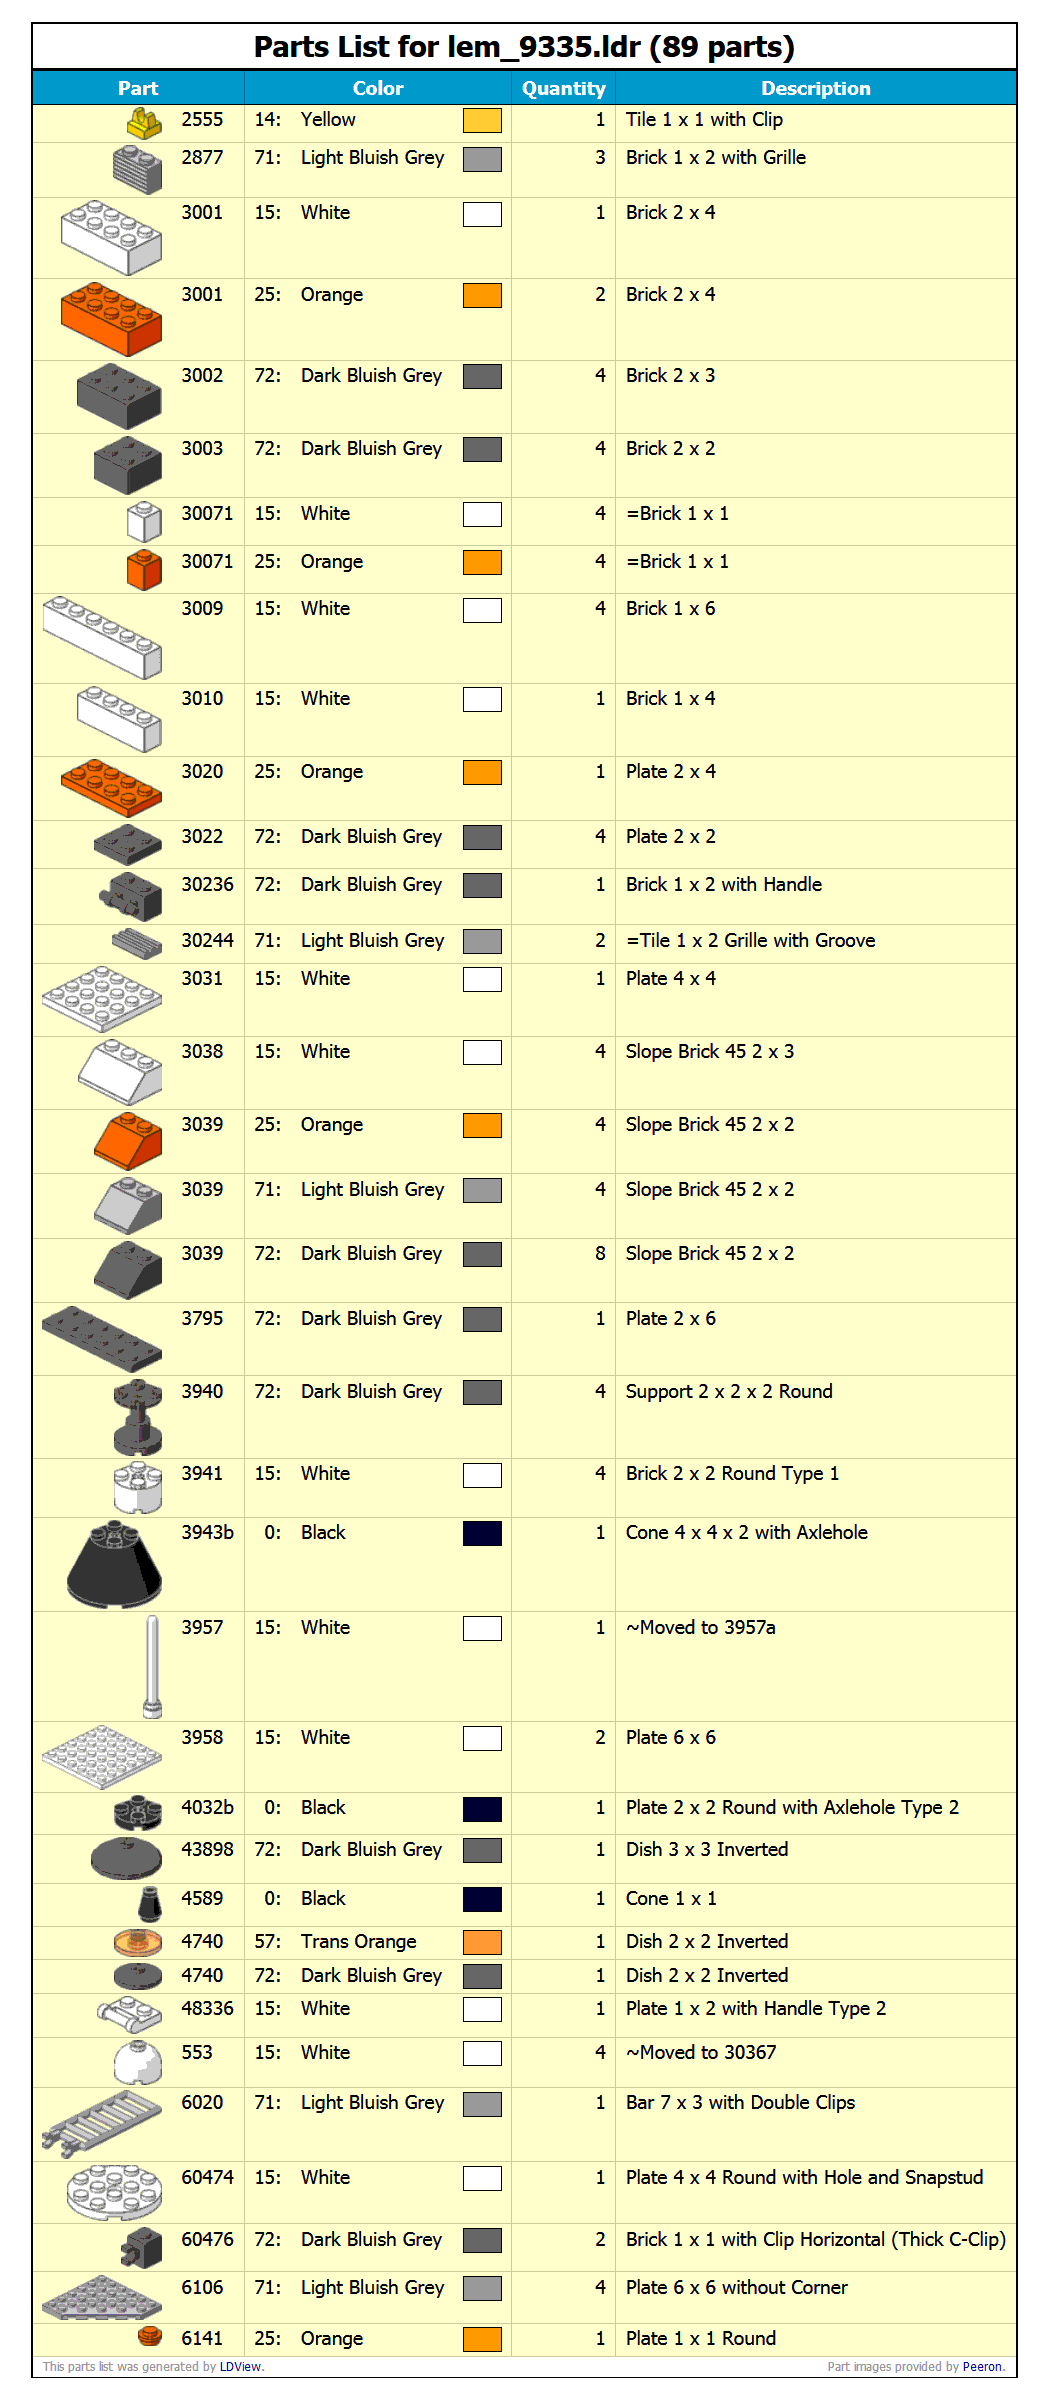 Parts List for lem_9335.ldr (89 parts)
Part Color Quantity Description
2555 14: Yellow 1 Tile 1 x 1 with Clip
2877 71: Light Bluish Grey 3 Brick 1 x 2 with Grille
3001 15: White 1 Brick 2 x 4
3001 25: Orange 2 Brick 2 x 4
3002 72: Dark Bluish Grey 4 Brick 2 x 3
3003 72: Dark Bluish Grey 4 Brick 2 x 2
30071 15: White 4 =Brick 1 x 1
30071 25: Orange 4 =Brick 1 x 1
3009 15: White 4 Brick 1 x 6
3010 15: White 1 Brick 1 x 4
3020 25: Orange 1 Plate 2 x 4
3022 72: Dark Bluish Grey 4 Plate 2 x 2
30236 72: Dark Bluish Grey 1 Brick 1 x 2 with Handle
30244 71: Light Bluish Grey 2 =Tile 1 x 2 Grille with Groove
3031 15: White 1 Plate 4 x 4
3038 15: White 4 Slope Brick 45 2 x 3
3039 25: Orange 4 Slope Brick 45 2 x 2
3039 71: Light Bluish Grey 4 Slope Brick 45 2 x 2
3039 72: Dark Bluish Grey 8 Slope Brick 45 2 x 2
3795 72: Dark Bluish Grey 1 Plate 2 x 6
3940 72: Dark Bluish Grey 4 Support 2 x 2 x 2 Round
3941 15: White 4 Brick 2 x 2 Round Type 1
3943b 0: Black 1 Cone 4 x 4 x 2 with Axlehole
3957 15: White 1 ~Moved to 3957a
3958 15: White 2 Plate 6 x 6
4032b 0: Black 1 Plate 2 x 2 Round with Axlehole Type 2
43898 72: Dark Bluish Grey 1 Dish 3 x 3 Inverted
4589 0: Black 1 Cone 1 x 1
4740 57: Trans Orange 1 Dish 2 x 2 Inverted
4740 72: Dark Bluish Grey 1 Dish 2 x 2 Inverted
48336 15: White 1 Plate 1 x 2 with Handle Type 2
553 15: White 4 ~Moved to 30367
6020 71: Light Bluish Grey 1 Bar 7 x 3 with Double Clips
60474 15: White 1 Plate 4 x 4 Round with Hole and Snapstud
60476 72: Dark Bluish Grey 2 Brick 1 x 1 with Clip Horizontal (Thick C-Clip)
6106 71: Light Bluish Grey 4 Plate 6 x 6 without Corner
6141 25: Orange 1 Plate 1 x 1 Round
This parts list was generated by LDView. Part images provided by Peeron.